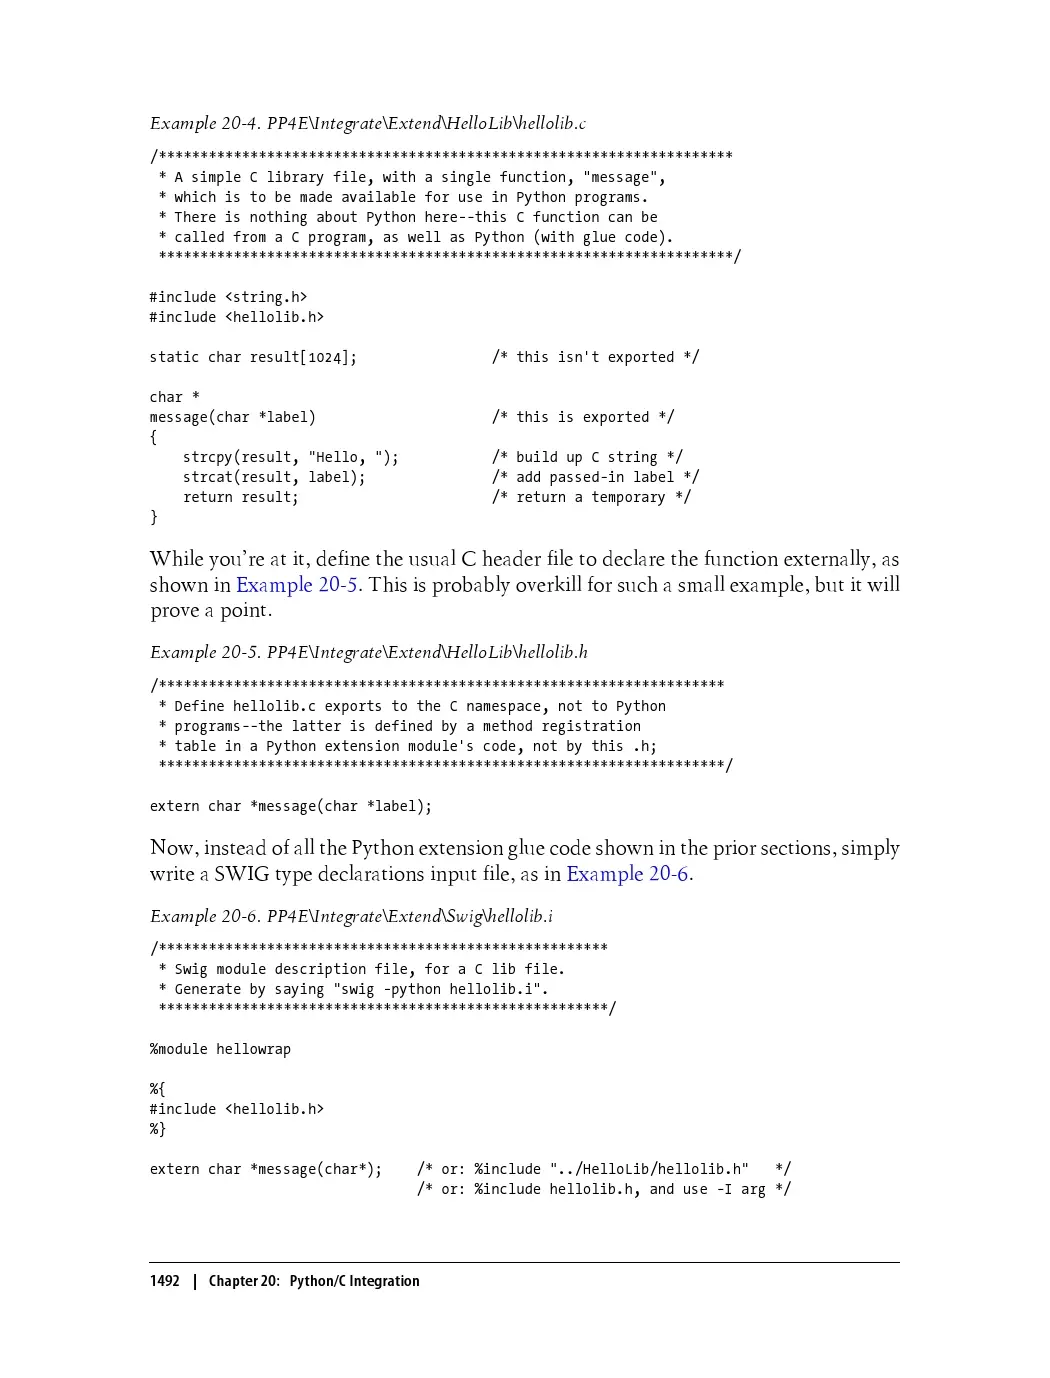 Example 20-4. PP4E\Integrate\Extend\HelloLib\hellolib.c
/*********************************************************************
 * A simple C library file, with a single function, "message",
 * which is to be made available for use in Python programs.
 * There is nothing about Python here--this C function can be
 * called from a C program, as well as Python (with glue code).
 *********************************************************************/
#include <string.h>
#include <hellolib.h>
static char result[1024];                /* this isn't exported */
char *
message(char *label)                     /* this is exported */
{
    strcpy(result, "Hello, ");           /* build up C string */
    strcat(result, label);               /* add passed-in label */
    return result;                       /* return a temporary */
}
While you're at it, define the usual C header file to declare the function externally, as
shown in Example 20-5. This is probably overkill for such a small example, but it will
prove a point.
Example 20-5. PP4E\Integrate\Extend\HelloLib\hellolib.h
/********************************************************************
 * Define hellolib.c exports to the C namespace, not to Python
 * programs--the latter is defined by a method registration
 * table in a Python extension module's code, not by this .h;
 ********************************************************************/
extern char *message(char *label);
Now, instead of all the Python extension glue code shown in the prior sections, simply
write a SWIG type declarations input file, as in Example 20-6.
Example 20-6. PP4E\Integrate\Extend\Swig\hellolib.i
/******************************************************
 * Swig module description file, for a C lib file.
 * Generate by saying "swig -python hellolib.i".
 ******************************************************/
%module hellowrap
%{
#include <hellolib.h>
%}
extern char *message(char*);    /* or: %include "../HelloLib/hellolib.h"   */
                                /* or: %include hellolib.h, and use -I arg */
1492 | Chapter 20: Python/C Integration